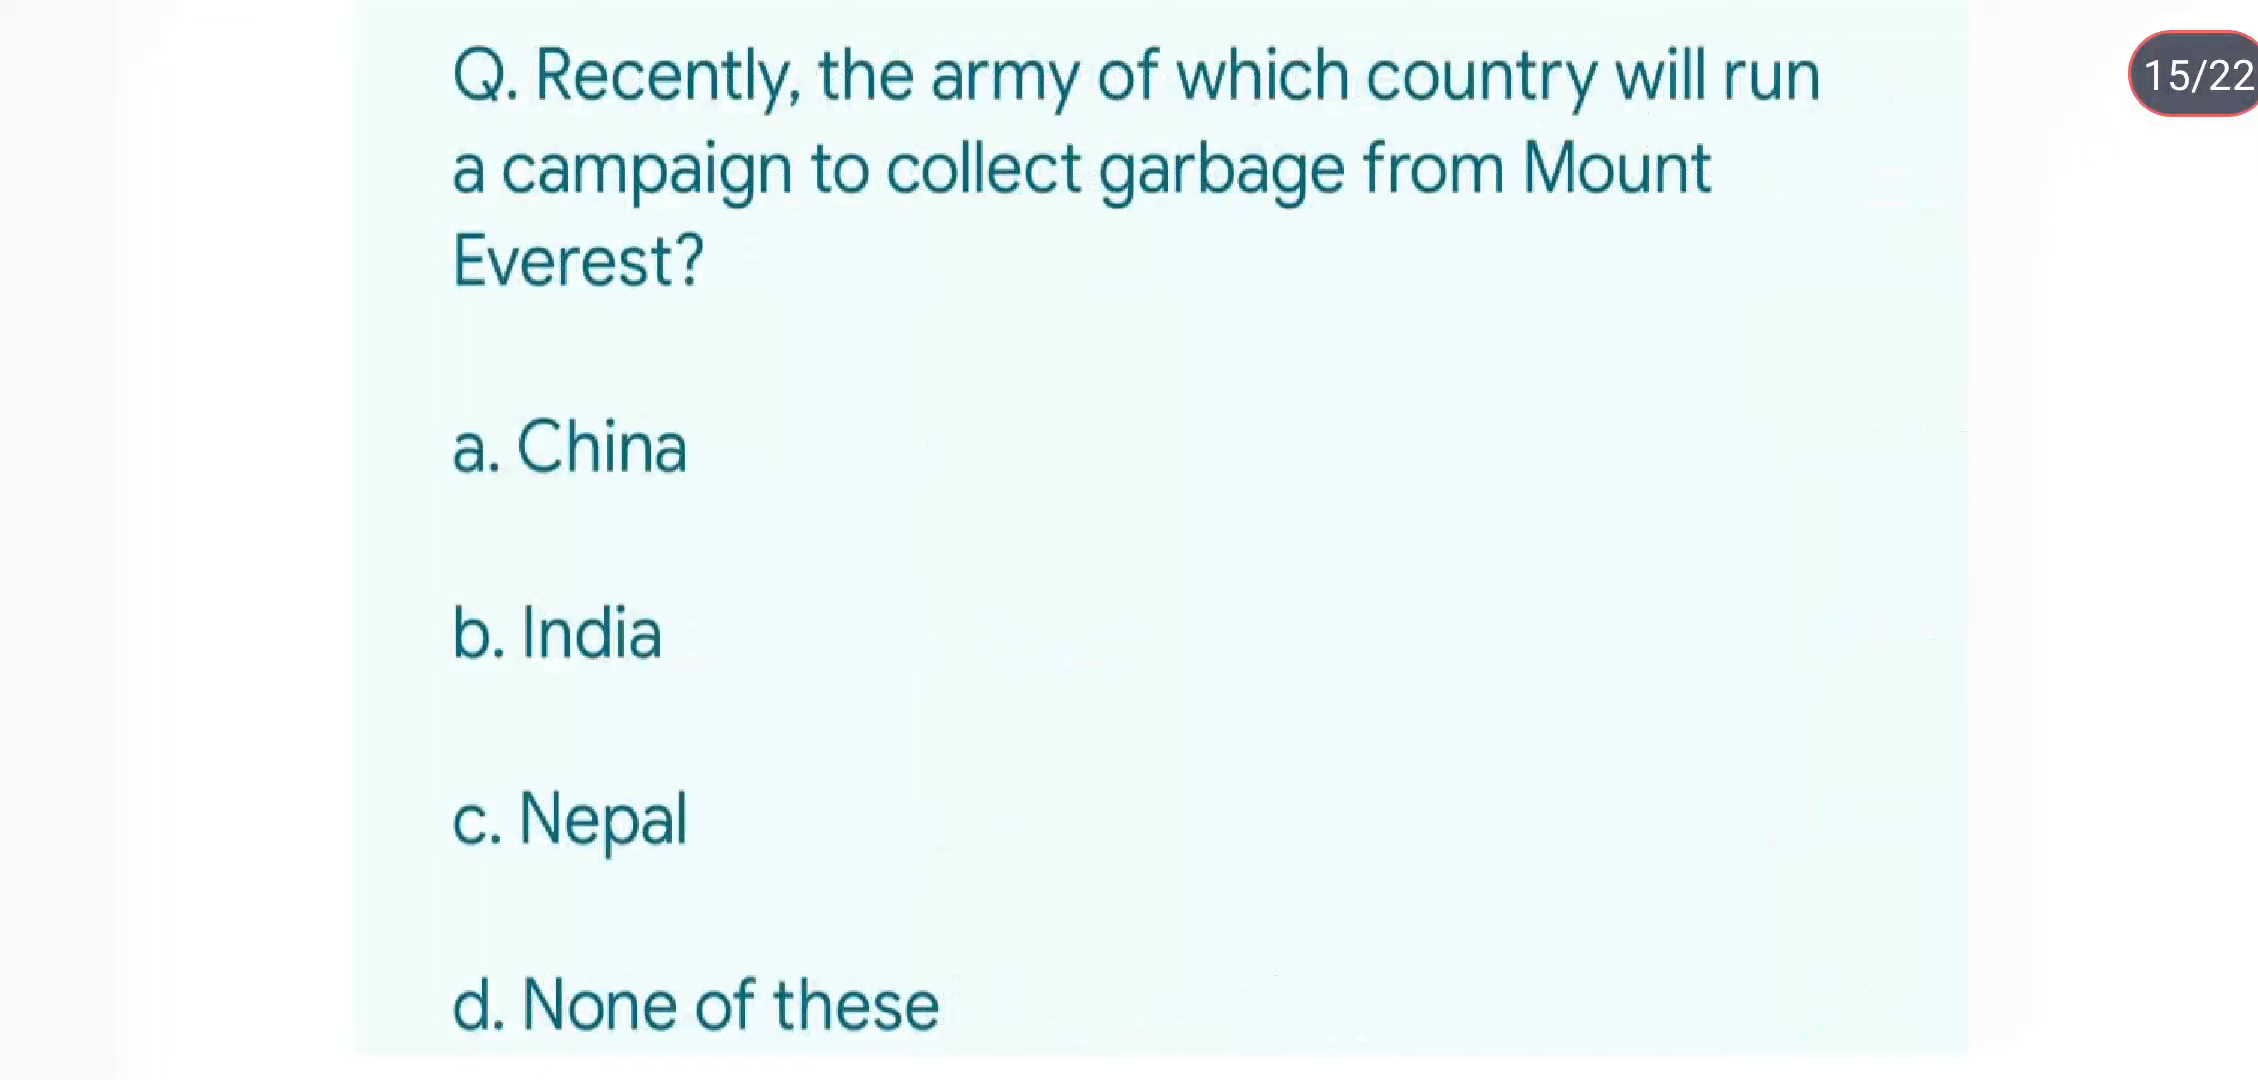 Q. Recently, the army of which country will run
15/22
a campaign to collect garbage from Mount
Everest?
a. China
b. India
c. Nepal
d. None of these